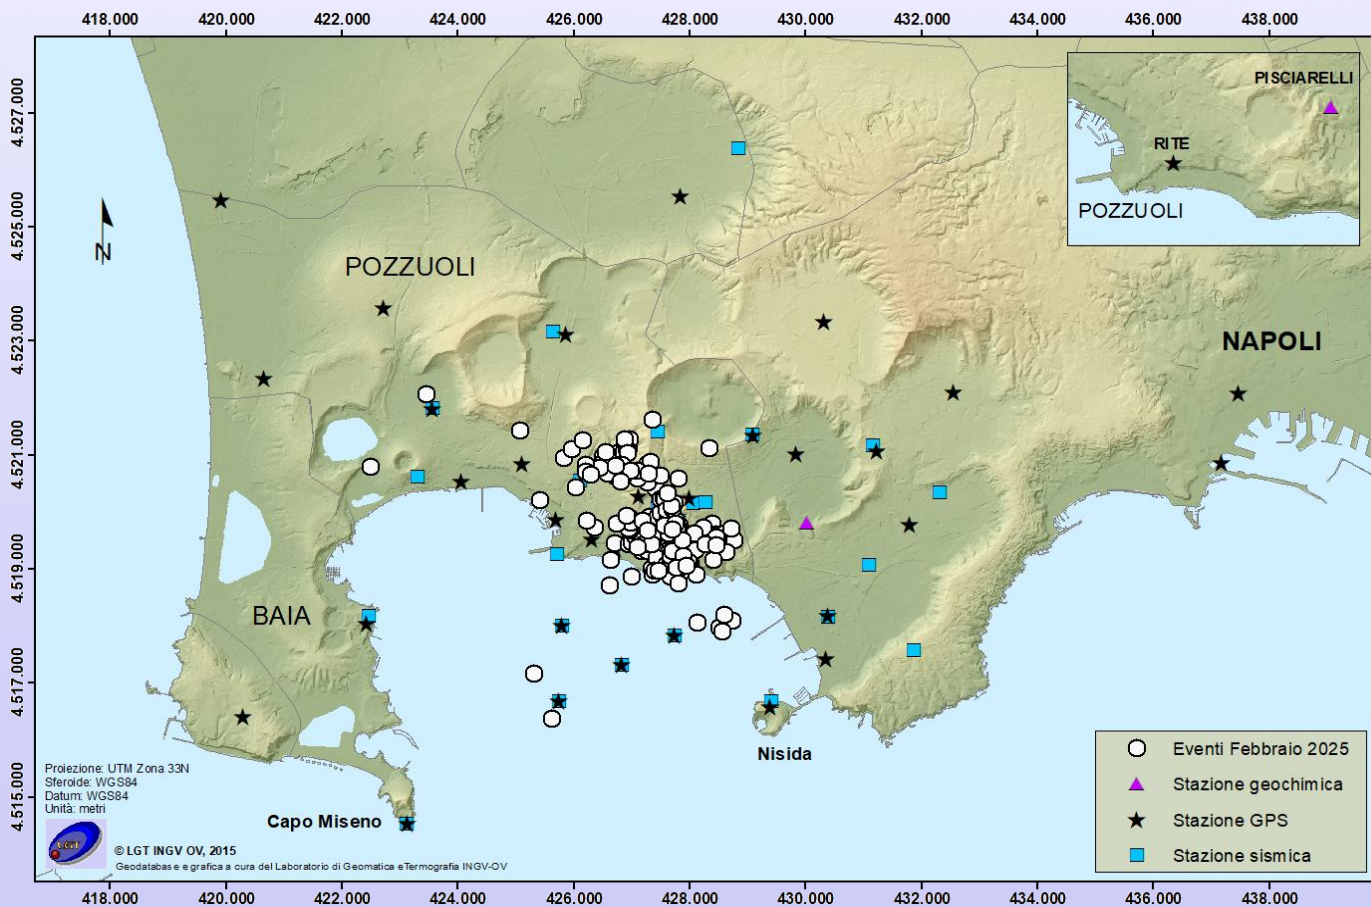 418.000 420.000 422.000 424.000 426.000 428.000 430.000 432.000 434.000 436.000 438.000
4.527.000
4.525.000
4.523.000
4.521.000
4.519.000
4.517.000
4.515.000
N
PISCIARELLI
RITE
POZZUOLI
POZZUOLI
NAPOLI
BAIA
Nisida
Capo Miseno
Proiezione: UTM Zona 33N
Sferoide: WGS84
Datum: WGS84
Unità: metri
© LGT INGV OV, 2015
Geodatabase e grafica a cura del Laboratorio di Geomatica eTermografia INGV-OV
Eventi Febbraio 2025
Stazione geochimica
Stazione GPS
Stazione sismica
418.000 420.000 422.000 424.000 426.000 428.000 430.000 432.000 434.000 436.000 438.000